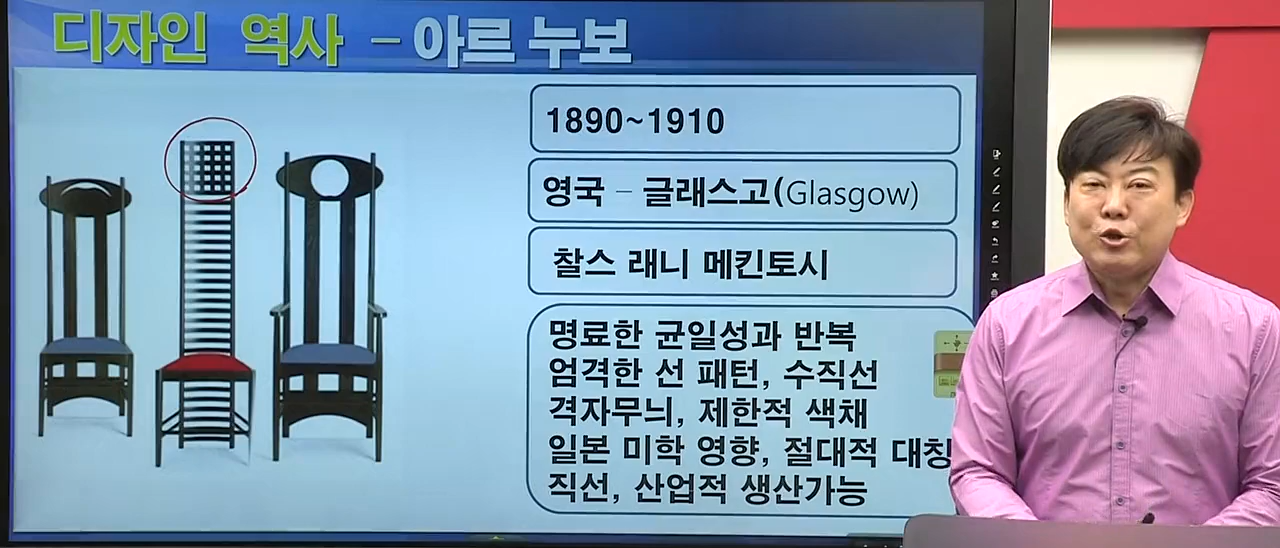 디자인 역사 - 아르 누보
1890~1910
영국 - 글래스고(Glasgow)
찰스 래니 메킨토시
명료한 균일성과 반복
엄격한 선 패턴, 수직선
격자무늬, 제한적 색채
일본 미학 영향, 절대적 대칭
직선, 산업적 생산가능